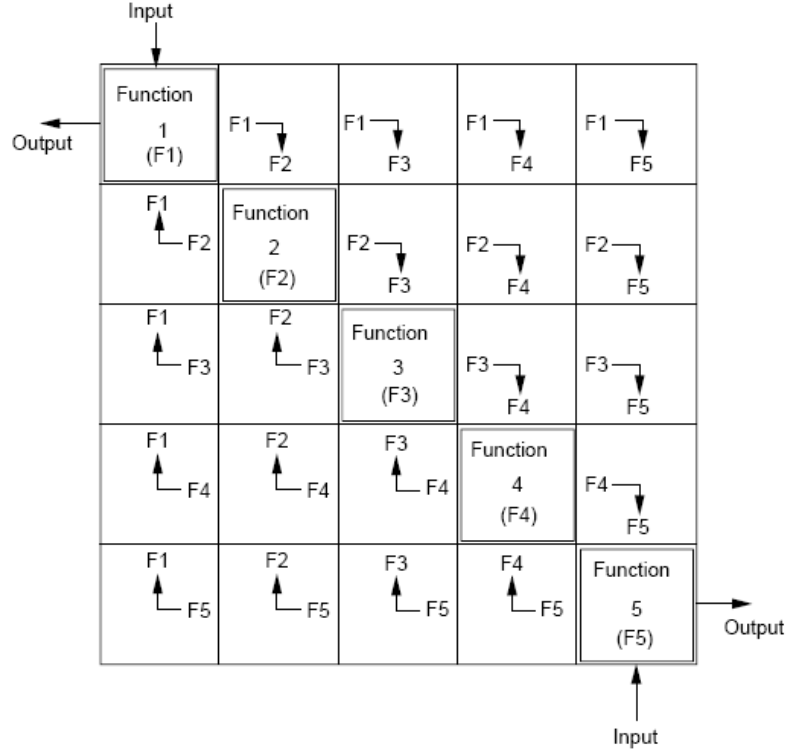 Input
Output
Function
1
(F1)
F1
F2
F1
F3
F1
F4
F1
F5
F1
F2
Function
2
(F2)
F2
F3
F2
F4
F2
F5
F1
F3
F2
F3
Function
3
(F3)
F3
F4
F3
F5
F1
F4
F2
F4
F3
F4
Function
4
(F4)
F4
F5
F1
F5
F2
F5
F3
F5
F4
F5
Function
5
(F5)
Output
Input